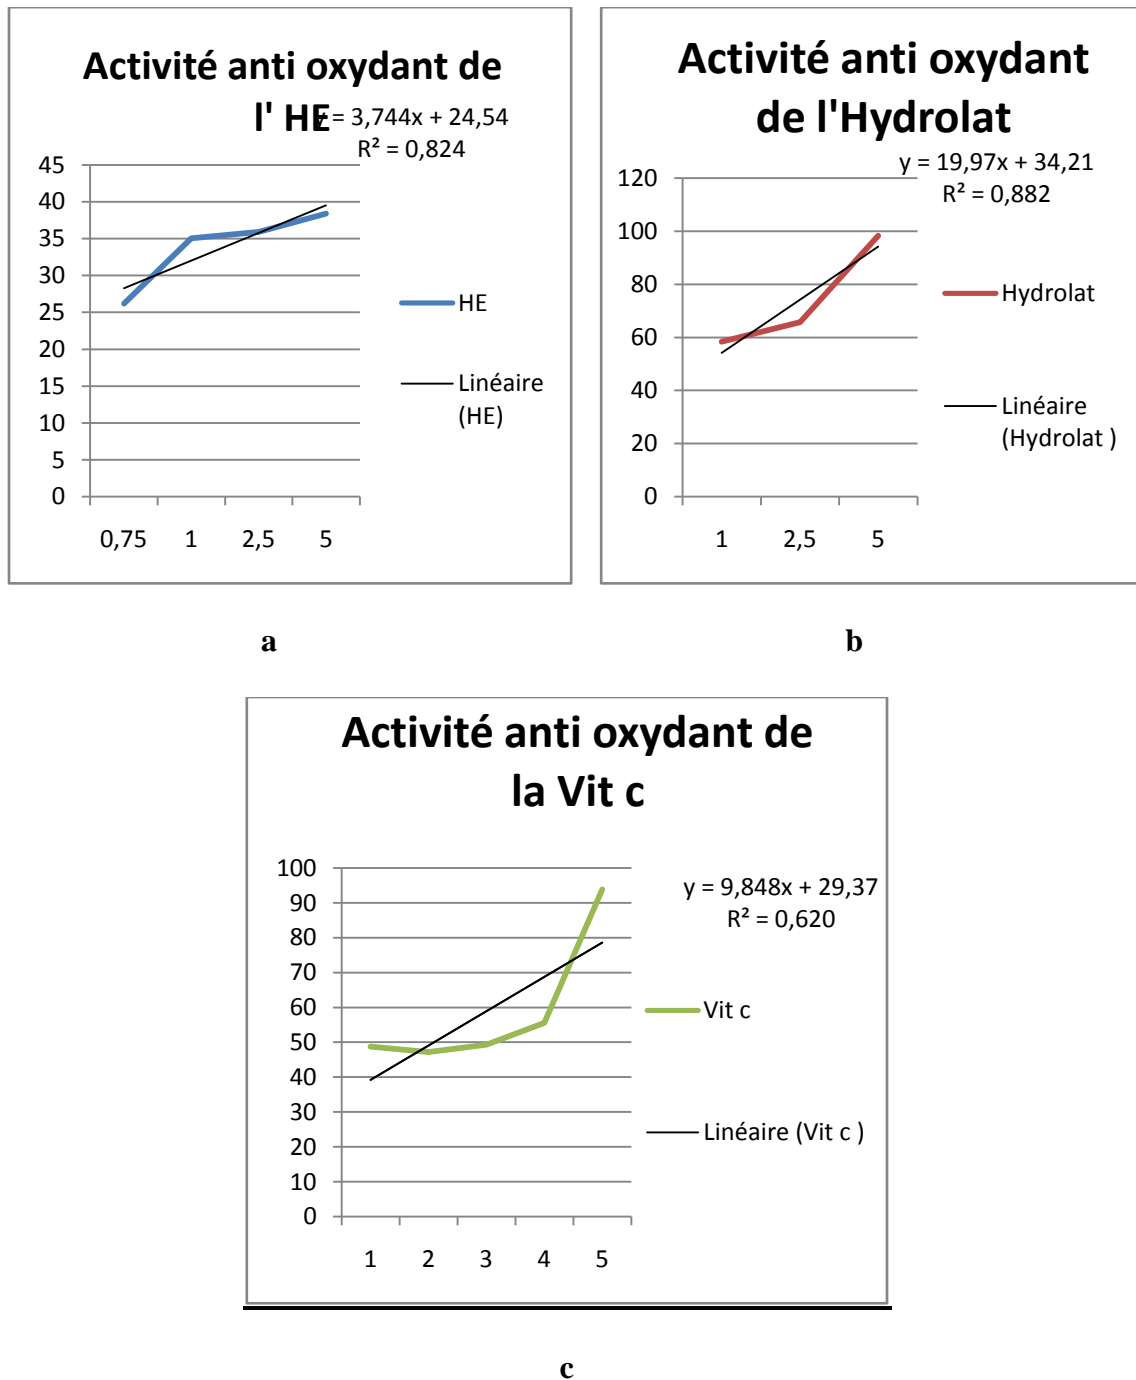 Activité anti oxydant de
l' HE
y = 3,744x + 24,54
R² = 0,824
45
40
35
30
25
20
15
10
5
0
0,75 1 2,5 5
HE
Linéaire
(HE)
a
Activité anti oxydant
de l'Hydrolat
y = 19,97x + 34,21
R² = 0,882
120
100
80
60
40
20
0
1 2,5 5
Hydrolat
Linéaire
(Hydrolat )
b
Activité anti oxydant de
la Vit c
y = 9,848x + 29,37
R² = 0,620
100
90
80
70
60
50
40
30
20
10
0
1 2 3 4 5
Vit c
Linéaire (Vit c )
c